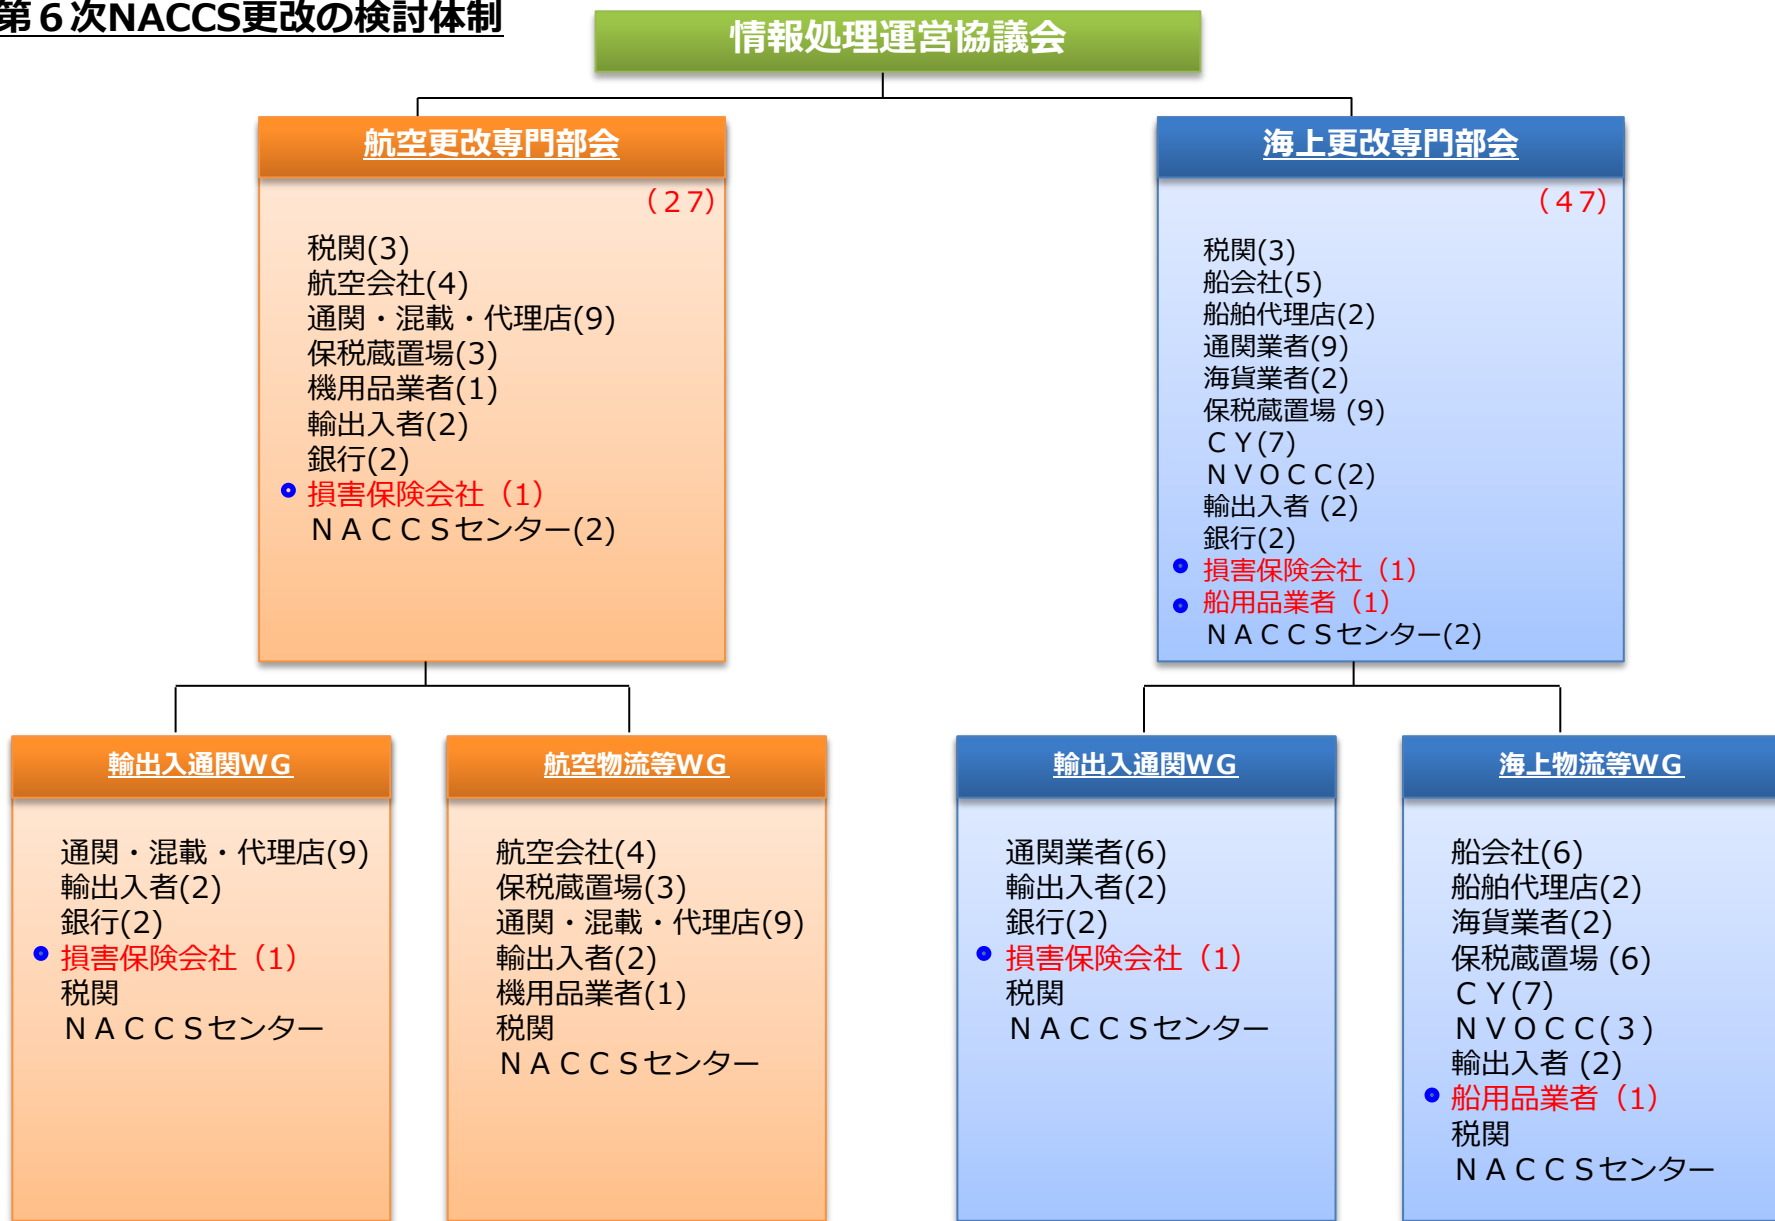 第６次NACCS更改の検討体制
情報処理運営協議会
航空更改専門部会
（２７）
税関(3)
航空会社(4)
通関・混載・代理店(9)
保税蔵置場(3)
機用品業者(1)
輸出入者(2)
銀行(2)
損害保険会社（1）
ＮＡＣＣＳセンター(2)
海上更改専門部会
（４７）
税関(3)
船会社(5)
船舶代理店(2)
通関業者(9)
海貨業者(2)
保税蔵置場 (9)
ＣＹ(7)
ＮＶＯＣＣ(2)
輸出入者 (2)
銀行(2)
損害保険会社（1）
船用品業者（1）
ＮＡＣＣＳセンター(2)
輸出入通関WG
通関・混載・代理店(9)
輸出入者(2)
銀行(2)
損害保険会社（1）
税関
ＮＡＣＣＳセンター
航空物流等WG
航空会社(4)
保税蔵置場(3)
通関・混載・代理店(9)
輸出入者(2)
機用品業者(1)
税関
ＮＡＣＣＳセンター
輸出入通関WG
通関業者(6)
輸出入者(2)
銀行(2)
損害保険会社（1）
税関
ＮＡＣＣＳセンター
海上物流等WG
船会社(6)
船舶代理店(2)
海貨業者(2)
保税蔵置場 (6)
ＣＹ(7)
ＮＶＯＣＣ(３)
輸出入者 (2)
船用品業者（1）
税関
ＮＡＣＣＳセンター